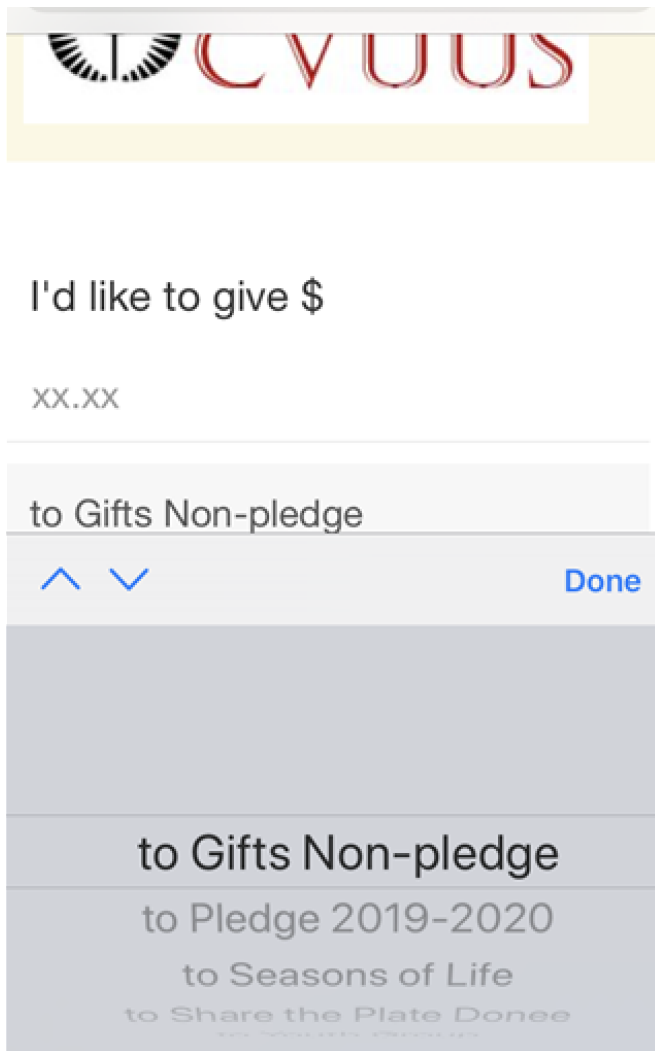 CVUUS
I'd like to give $
xx.xx
to Gifts Non-pledge
Done
to Gifts Non-pledge
to Pledge 2019-2020
to Seasons of Life
to Share the Plate Donee